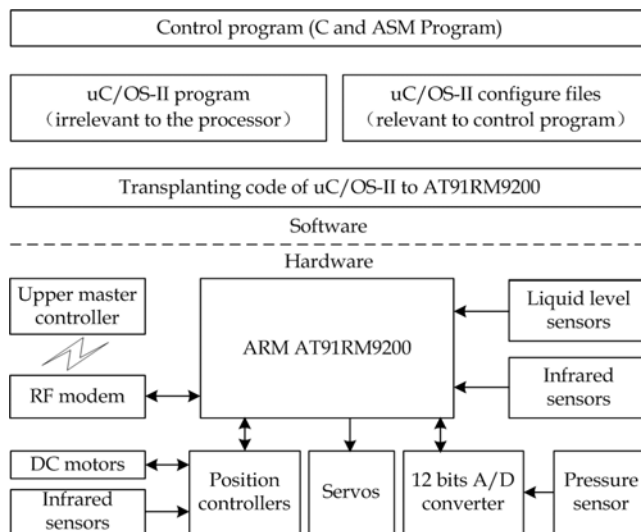 Control program (C and ASM Program)
uC/OS-II program
（irrelevant to the processor）
uC/OS-II configure files
（relevant to control program）
Transplanting code of uC/OS-II to AT91RM9200
Software
Hardware
Upper master
controller
ARM AT91RM9200
Liquid level
sensors
RF modem
Infrared
sensors
DC motors
Infrared
sensors
Position
controllers
Servos
12 bits A/D
converter
Pressure
sensor